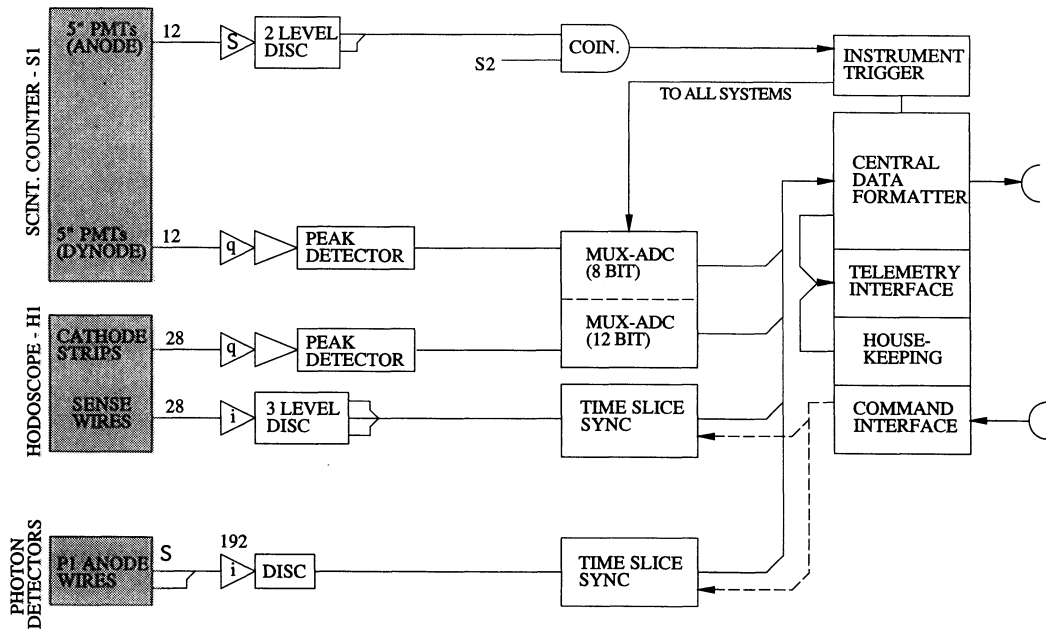 SCINT. COUNTER - S1
5" PMTs
(ANODE)
12
S
2 LEVEL
DISC
S2
COIN.
INSTRUMENT
TRIGGER
TO ALL SYSTEMS
CENTRAL
DATA
FORMATTER
5" PMTs
(DYNODE)
12
q
PEAK
DETECTOR
MUX-ADC
(8 BIT)
TELEMETRY
INTERFACE
HODOSCOPE - H1
CATHODE
STRIPS
28
q
PEAK
DETECTOR
MUX-ADC
(12 BIT)
HOUSE-
KEEPING
SENSE
WIRES
28
i
3 LEVEL
DISC
TIME SLICE
SYNC
COMMAND
INTERFACE
PHOTON
DETECTORS
P1 ANODE
WIRES
S
192
i
DISC
TIME SLICE
SYNC